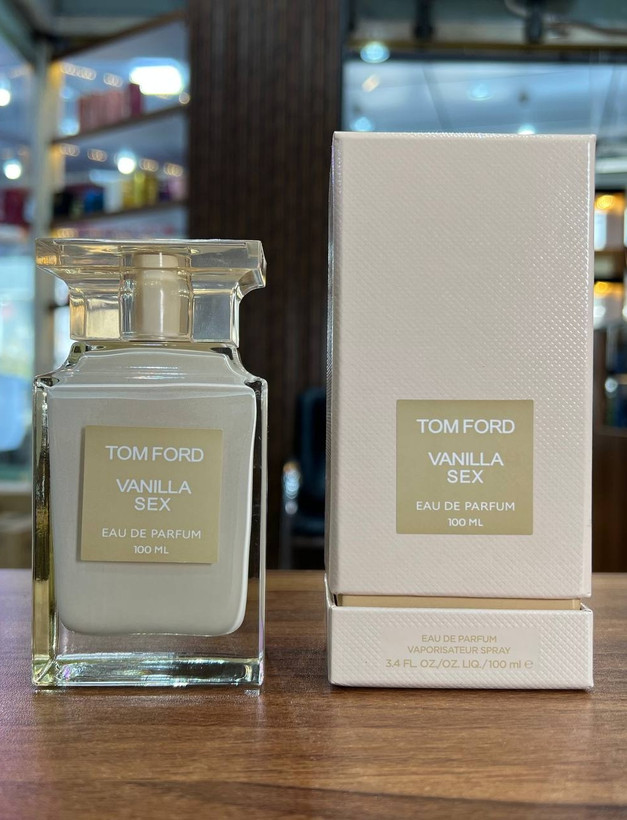 TOM FORD
VANILLA
SEX
EAU DE PARFUM
100 ML
TOM FORD
VANILLA
SEX
EAU DE PARFUM
100 ML
EAU DE PARFUM
VAPORISATEUR SPRAY
3.4 FL. OZ./OZ. LIQ./100 ml ℮